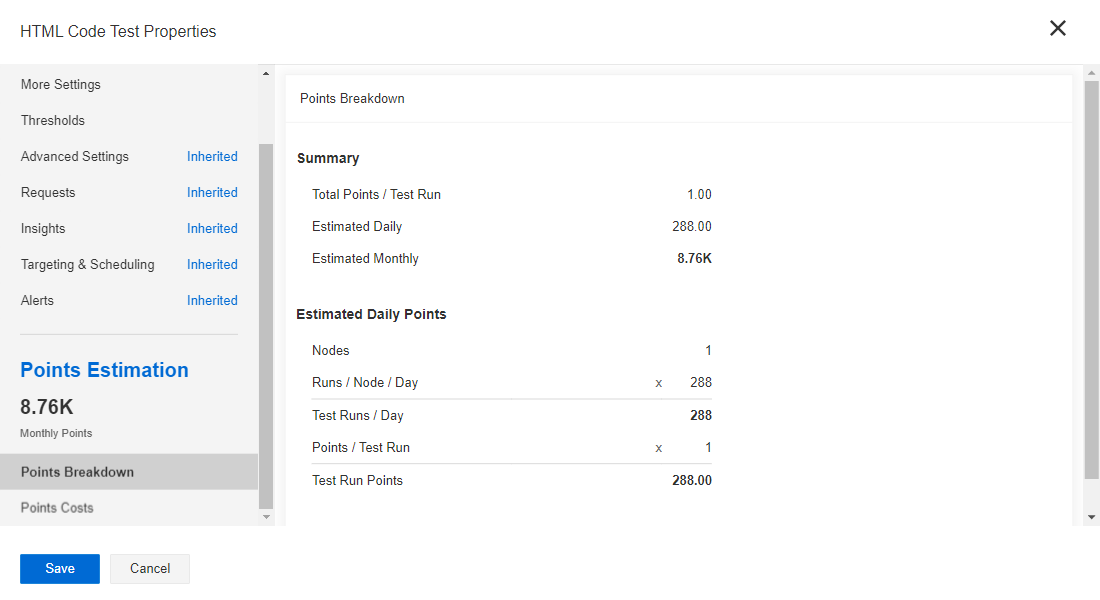 HTML Code Test Properties
More Settings
Thresholds
Advanced Settings Inherited
Requests Inherited
Insights Inherited
Targeting & Scheduling Inherited
Alerts Inherited
Points Estimation
8.76K
Monthly Points
Points Breakdown
Points Costs
Points Breakdown
Summary
Total Points / Test Run 1.00
Estimated Daily 288.00
Estimated Monthly 8.76K
Estimated Daily Points
Nodes 1
Runs / Node / Day x 288
Test Runs / Day 288
Points / Test Run x 1
Test Run Points 288.00
Save Cancel